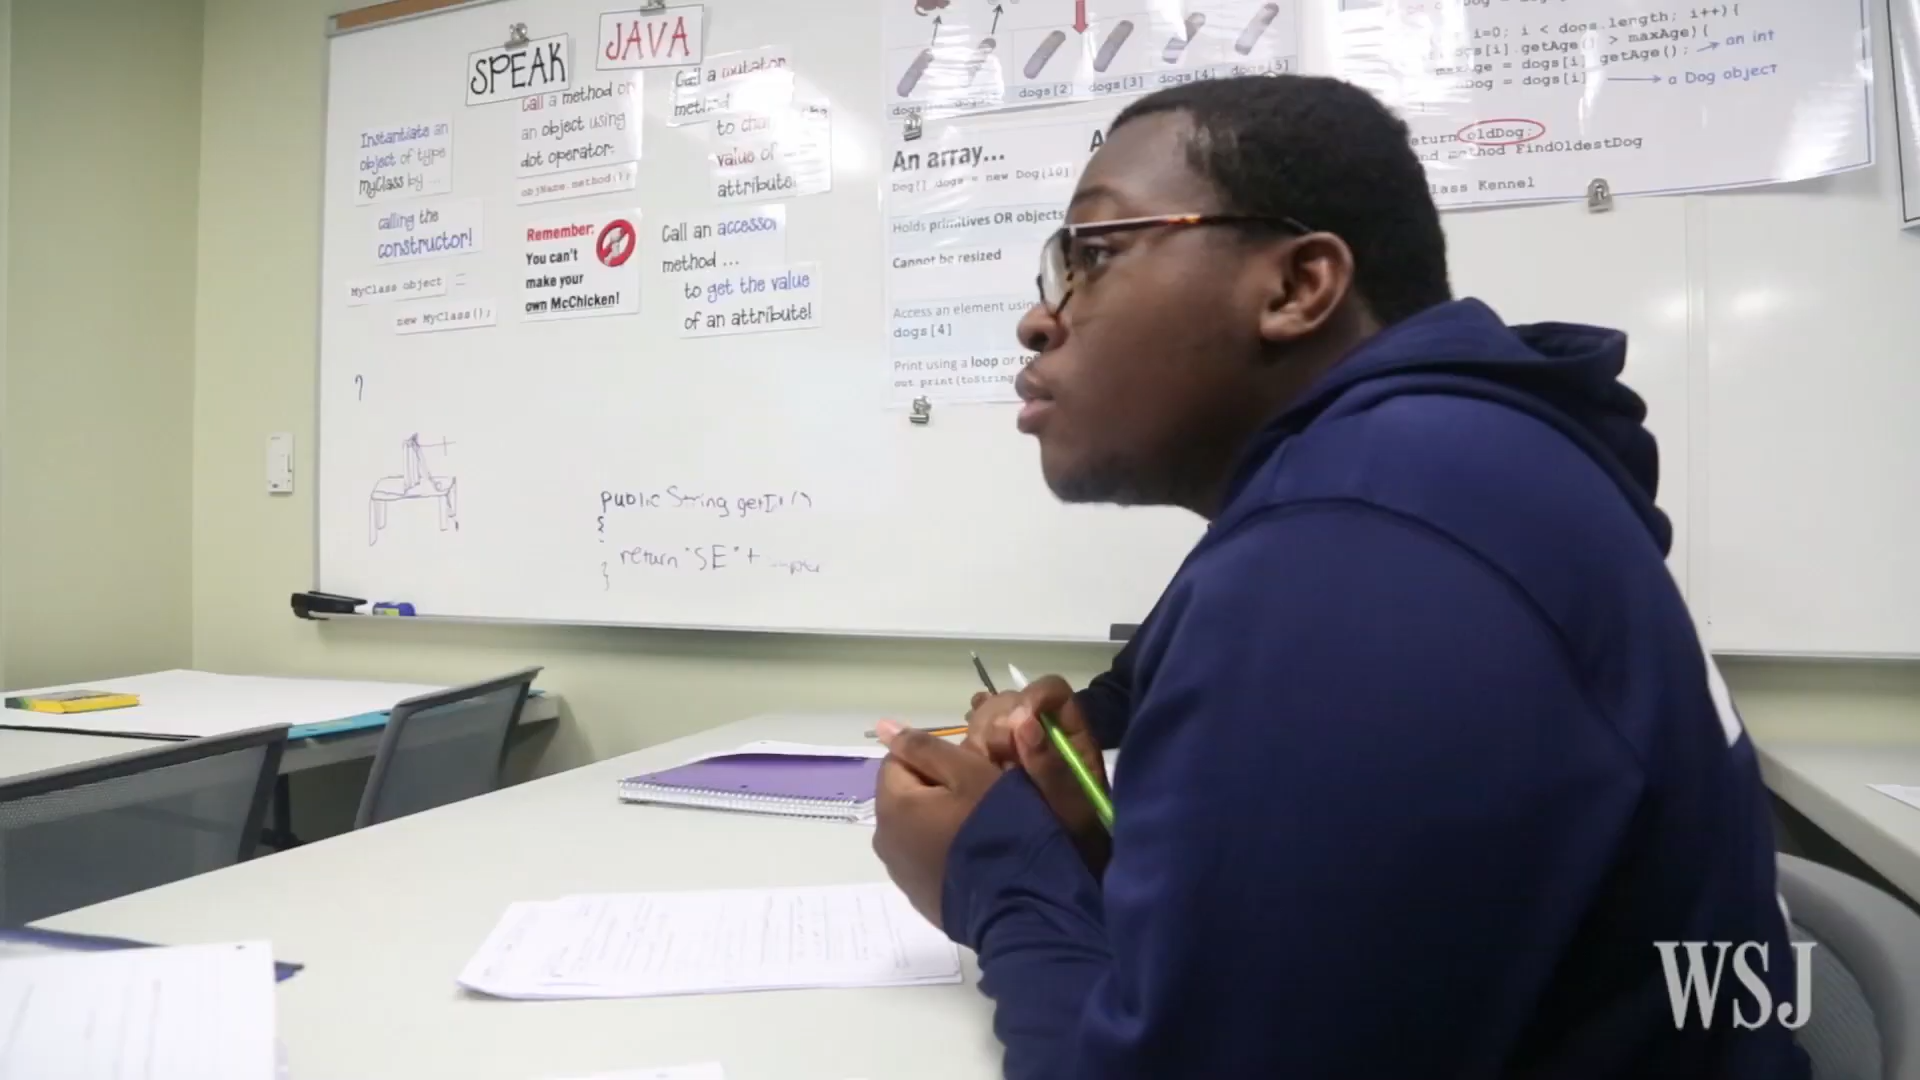 SPEAK
JAVA
Instantiate an
object of type
MyClass by ...
calling the
constructor!
MyClass object =
new MyClass();
Call a method on
an object using
dot operator:
objName.method();
Remember:
You can't
make your
own McChicken!
Call a mutator
method
to
value of
attribute!
Call an accessor
method ...
to get the value
of an attribute!
?
public String
{
return "SE" +
}
dogs[2] dogs[3] dogs[4] dogs[5]
An array...
Dog[] dogs = new Dog[10]
Holds primitives OR objects
Cannot be resized
Access an element using
dogs[4]
Print using a loop or
out print(toString
i=0; i < dogs.length; i++){
dogs[i].getAge() > maxAge){
maxAge = dogs[i].getAge(); → an int
= dogs[i] → a Dog object
oldDog;
method FindOldestDog
Kennel
WSJ